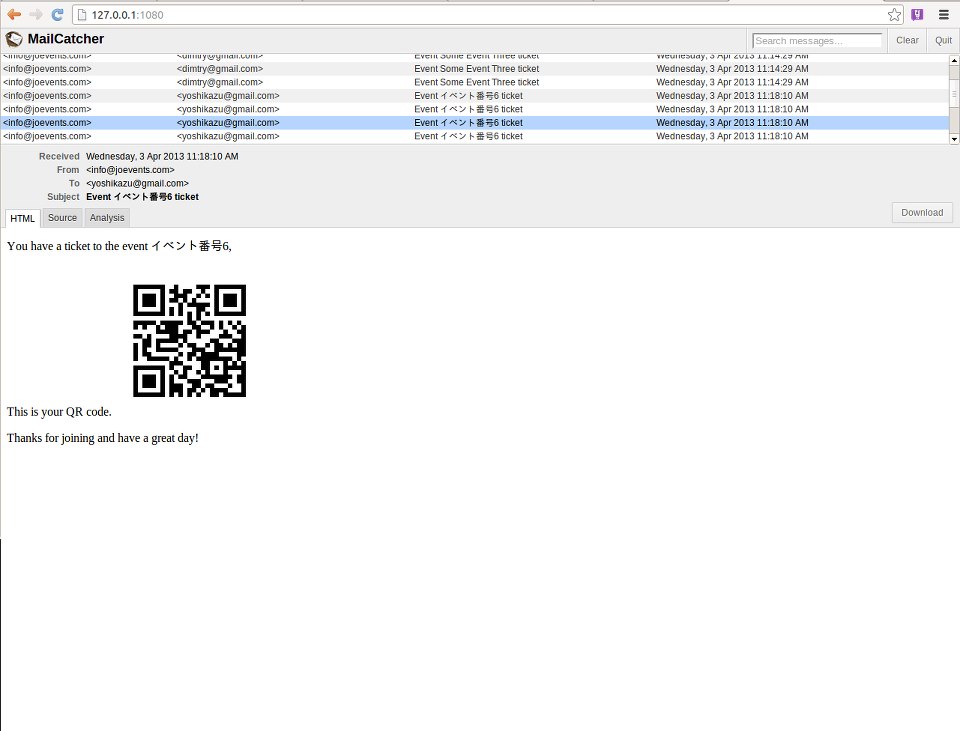 127.0.0.1:1080
MailCatcher Search messages... Clear Quit
<info@joevents.com> <dimtry@gmail.com> Event Some Event Three ticket Wednesday, 3 Apr 2013 11:14:29 AM
<info@joevents.com> <dimtry@gmail.com> Event Some Event Three ticket Wednesday, 3 Apr 2013 11:14:29 AM
<info@joevents.com> <dimtry@gmail.com> Event Some Event Three ticket Wednesday, 3 Apr 2013 11:14:29 AM
<info@joevents.com> <yoshikazu@gmail.com> Event イベント番号6 ticket Wednesday, 3 Apr 2013 11:18:10 AM
<info@joevents.com> <yoshikazu@gmail.com> Event イベント番号6 ticket Wednesday, 3 Apr 2013 11:18:10 AM
<info@joevents.com> <yoshikazu@gmail.com> Event イベント番号6 ticket Wednesday, 3 Apr 2013 11:18:10 AM
<info@joevents.com> <yoshikazu@gmail.com> Event イベント番号6 ticket Wednesday, 3 Apr 2013 11:18:10 AM
Received Wednesday, 3 Apr 2013 11:18:10 AM
From <info@joevents.com>
To <yoshikazu@gmail.com>
Subject Event イベント番号6 ticket
HTML Source Analysis Download
You have a ticket to the event イベント番号6,
This is your QR code.
Thanks for joining and have a great day!